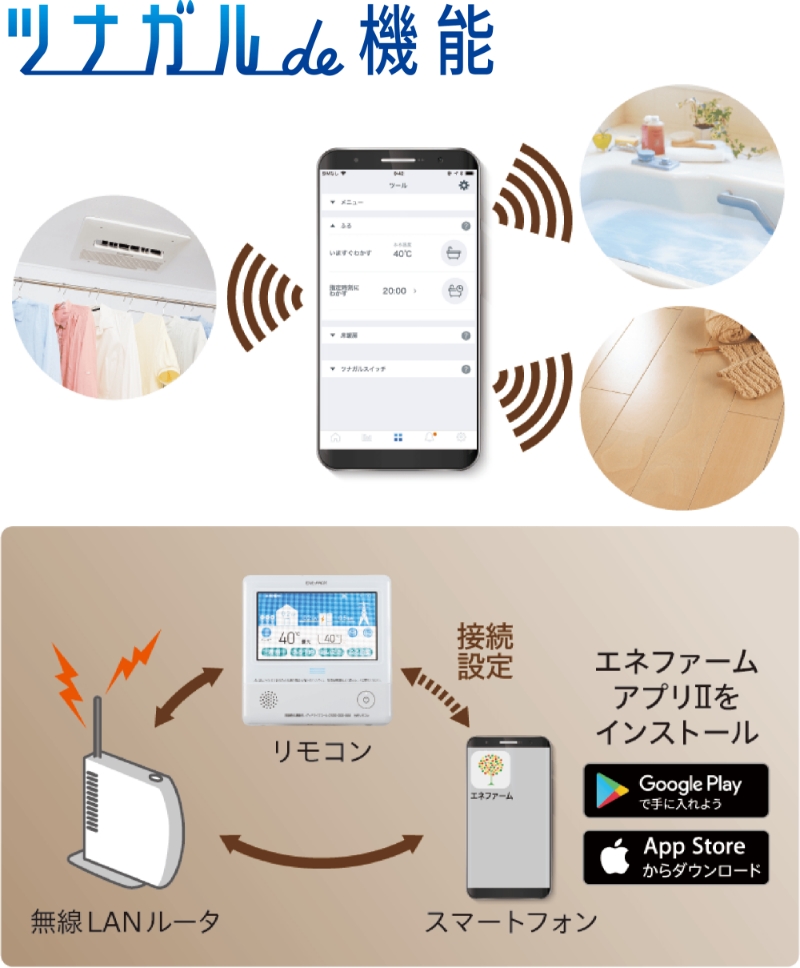 ツナガルde機能
9:42
ツール
メニュー
ふろ
いますぐわかす
40℃
指定時刻に
わかす
20:00
床暖房
ツナガルスイッチ
40℃
40℃
接続
設定
リモコン
エネファーム
アプリⅡを
インストール
エネファーム
Google Play
で手に入れよう
App Store
からダウンロード
無線LANルータ
スマートフォン